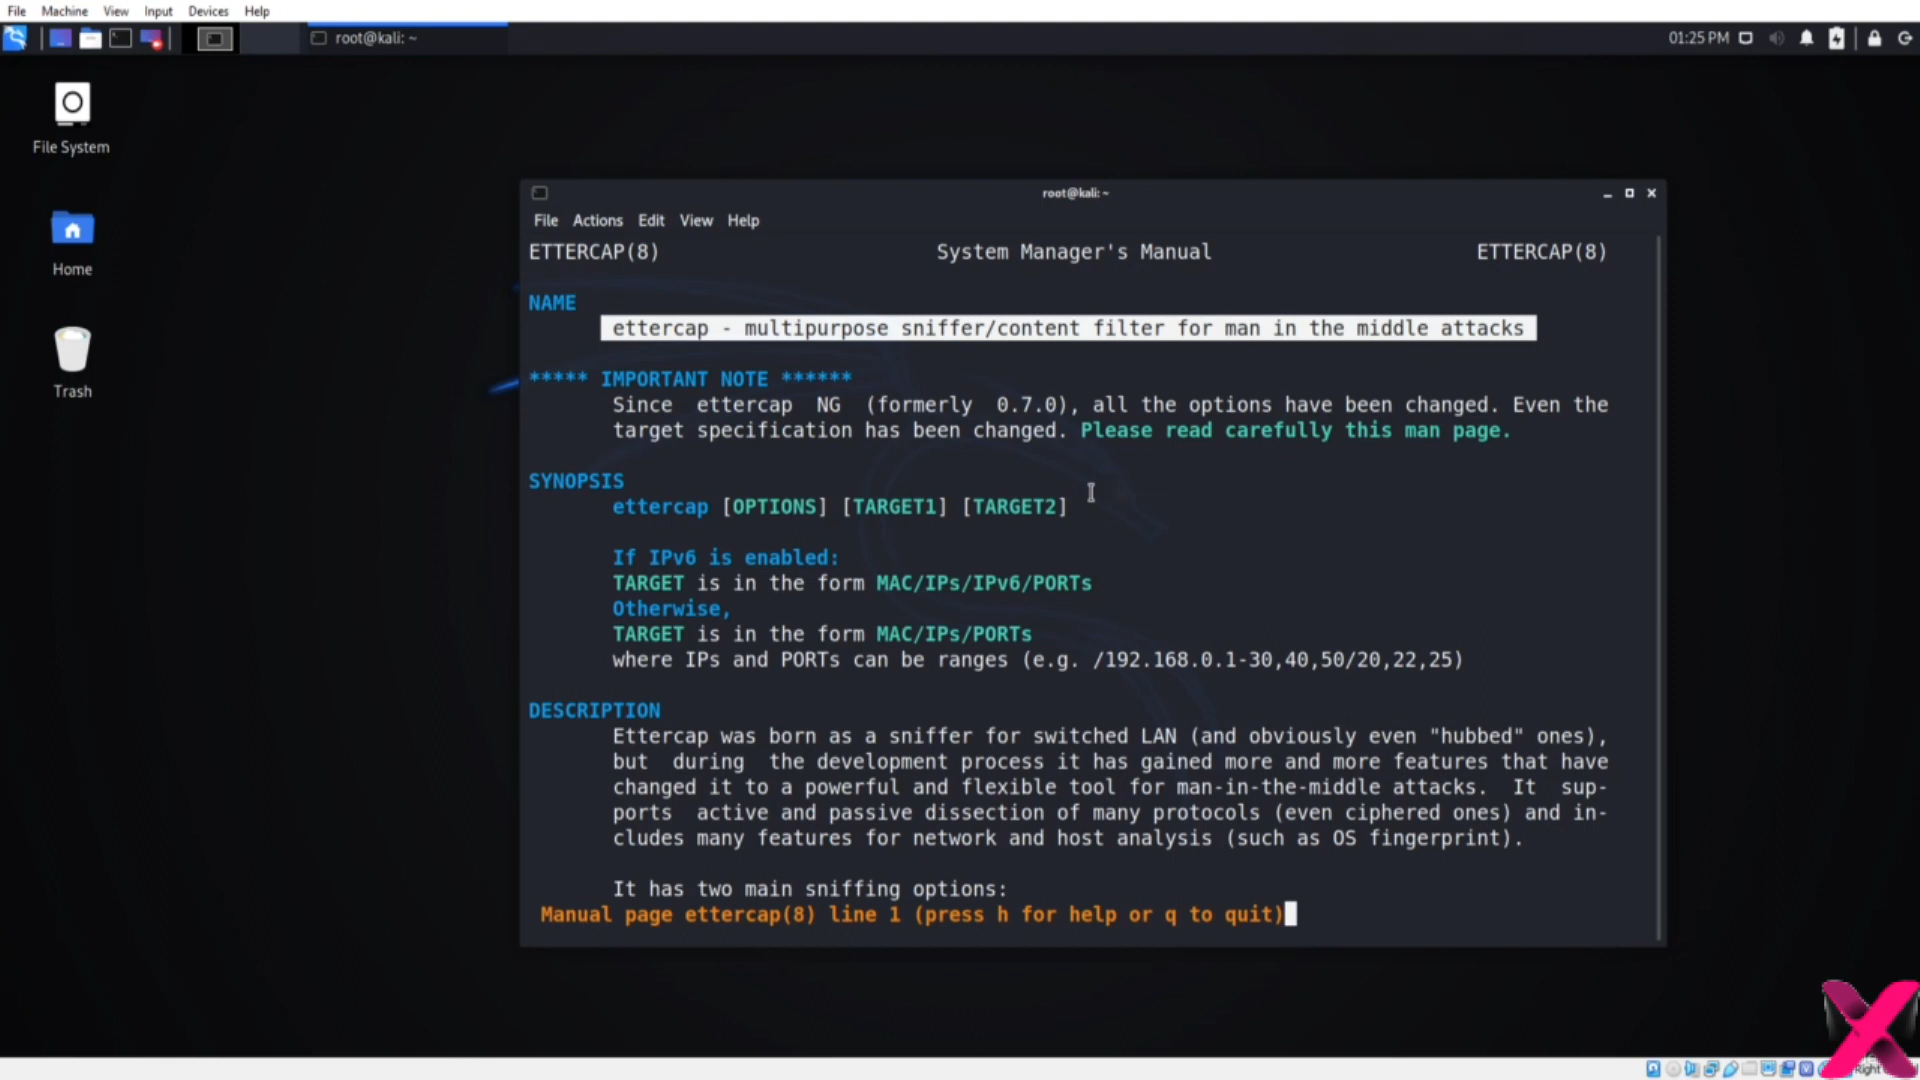 File Machine View Input Devices Help
root@kali: ~
01:25 PM
File System
Home
Trash
root@kali: ~
File Actions Edit View Help
ETTERCAP(8) System Manager's Manual ETTERCAP(8)
NAME
ettercap - multipurpose sniffer/content filter for man in the middle attacks
***** IMPORTANT NOTE ******
Since ettercap NG (formerly 0.7.0), all the options have been changed. Even the
target specification has been changed. Please read carefully this man page.
SYNOPSIS
ettercap [OPTIONS] [TARGET1] [TARGET2]
If IPv6 is enabled:
TARGET is in the form MAC/IPs/IPv6/PORTs
Otherwise,
TARGET is in the form MAC/IPs/PORTs
where IPs and PORTs can be ranges (e.g. /192.168.0.1-30,40,50/20,22,25)
DESCRIPTION
Ettercap was born as a sniffer for switched LAN (and obviously even "hubbed" ones),
but during the development process it has gained more and more features that have
changed it to a powerful and flexible tool for man-in-the-middle attacks. It sup-
ports active and passive dissection of many protocols (even ciphered ones) and in-
cludes many features for network and host analysis (such as OS fingerprint).
It has two main sniffing options:
Manual page ettercap(8) line 1 (press h for help or q to quit)
X
Right